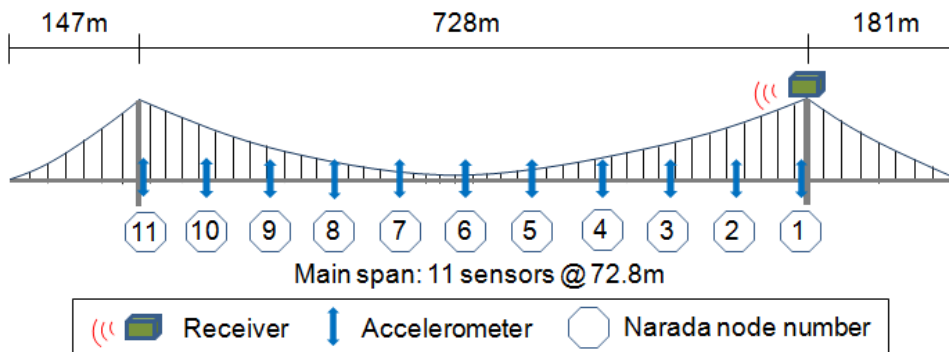 147m 728m 181m
11 10 9 8 7 6 5 4 3 2 1
Main span: 11 sensors @ 72.8m
Receiver Accelerometer Narada node number